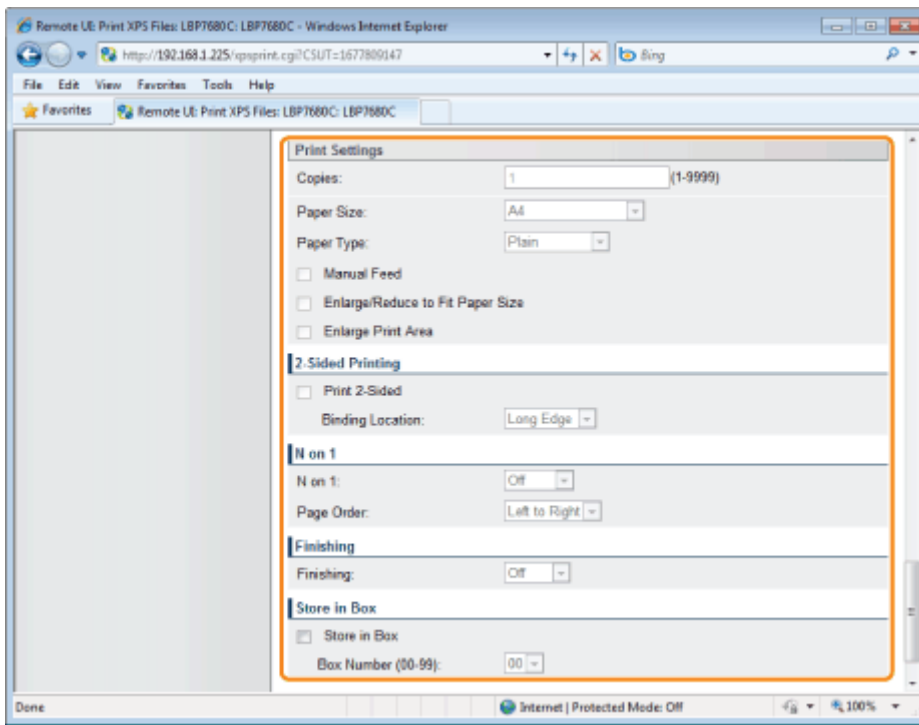 Remote UI: Print XPS Files: LBP7680C: LBP7680C - Windows Internet Explorer
http://192.168.1.225/xpsprint.cgi?CSUT=1677809147
Bing
File Edit View Favorites Tools Help
Favorites Remote UI: Print XPS Files: LBP7680C: LBP7680C
Print Settings
Copies: 1 (1-9999)
Paper Size: A4
Paper Type: Plain
Manual Feed
Enlarge/Reduce to Fit Paper Size
Enlarge Print Area
2-Sided Printing
Print 2-Sided
Binding Location: Long Edge
N on 1
N on 1: Off
Page Order: Left to Right
Finishing
Finishing: Off
Store in Box
Store in Box
Box Number (00-99): 00
Done Internet | Protected Mode: Off 100%